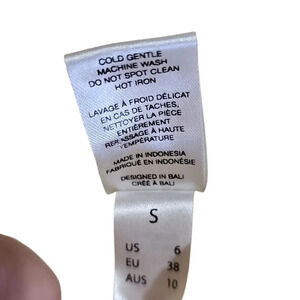 COLD GENTLE
MACHINE WASH
DO NOT SPOT CLEAN
HOT IRON
LAVAGE À FROID DÉLICAT
EN CAS DE TACHES,
NETTOYER LA PIÈCE
ENTIÈREMENT
REPASSAGE À HAUTE
TEMPÉRATURE
MADE IN INDONESIA
FABRIQUÉ EN INDONÉSIE
DESIGNED IN BALI
CRÉÉ À BALI
S
US 6
EU 38
AUS 10